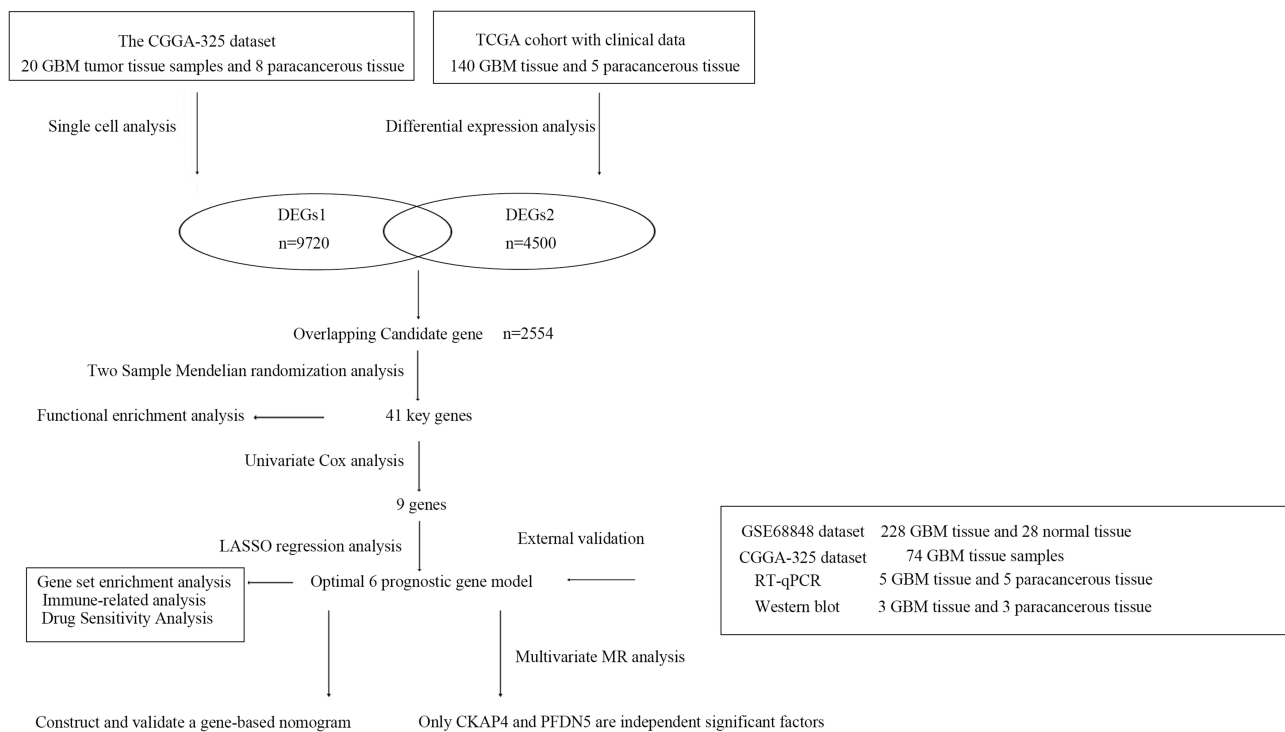 The CGGA-325 dataset
20 GBM tumor tissue samples and 8 paracancerous tissue
TCGA cohort with clinical data
140 GBM tissue and 5 paracancerous tissue
Single cell analysis
Differential expression analysis
DEGs1
n=9720
DEGs2
n=4500
Overlapping Candidate gene n=2554
Two Sample Mendelian randomization analysis
Functional enrichment analysis
41 key genes
Univariate Cox analysis
9 genes
LASSO regression analysis
External validation
GSE68848 dataset 228 GBM tissue and 28 normal tissue
CGGA-325 dataset 74 GBM tissue samples
RT-qPCR 5 GBM tissue and 5 paracancerous tissue
Western blot 3 GBM tissue and 3 paracancerous tissue
Gene set enrichment analysis
Immune-related analysis
Drug Sensitivity Analysis
Optimal 6 prognostic gene model
Multivariate MR analysis
Construct and validate a gene-based nomogram
Only CKAP4 and PFDN5 are independent significant factors